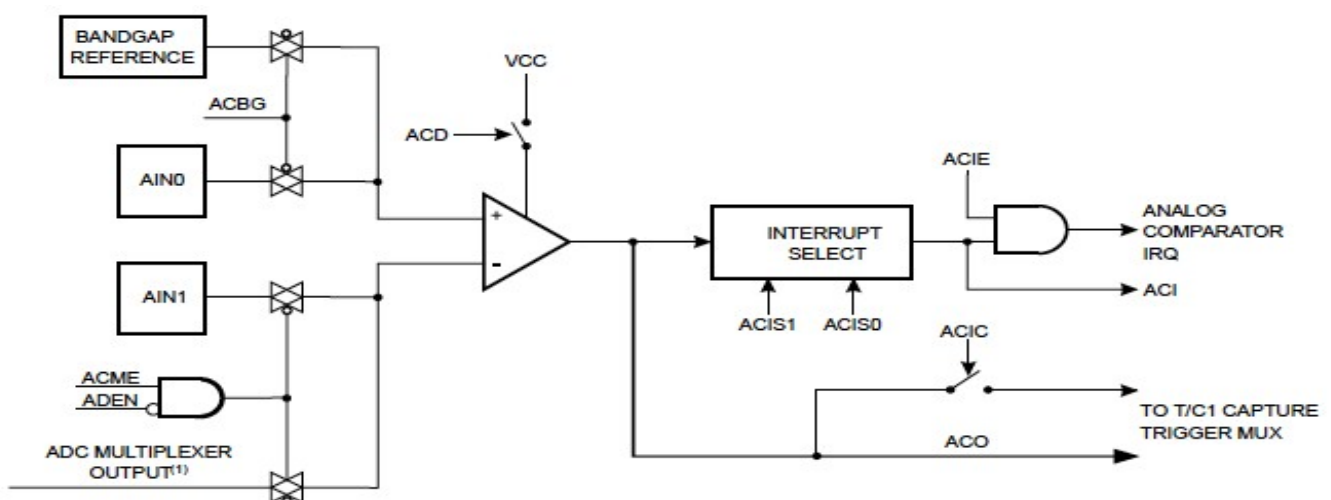 BANDGAP
REFERENCE
ACBG
VCC
ACD
AIN0
+
-
AIN1
INTERRUPT
SELECT
ACIS1 ACIS0
ACIE
ANALOG
COMPARATOR
IRQ
ACI
ACIC
TO T/C1 CAPTURE
TRIGGER MUX
ACO
ACME
ADEN
ADC MULTIPLEXER
OUTPUT(1)